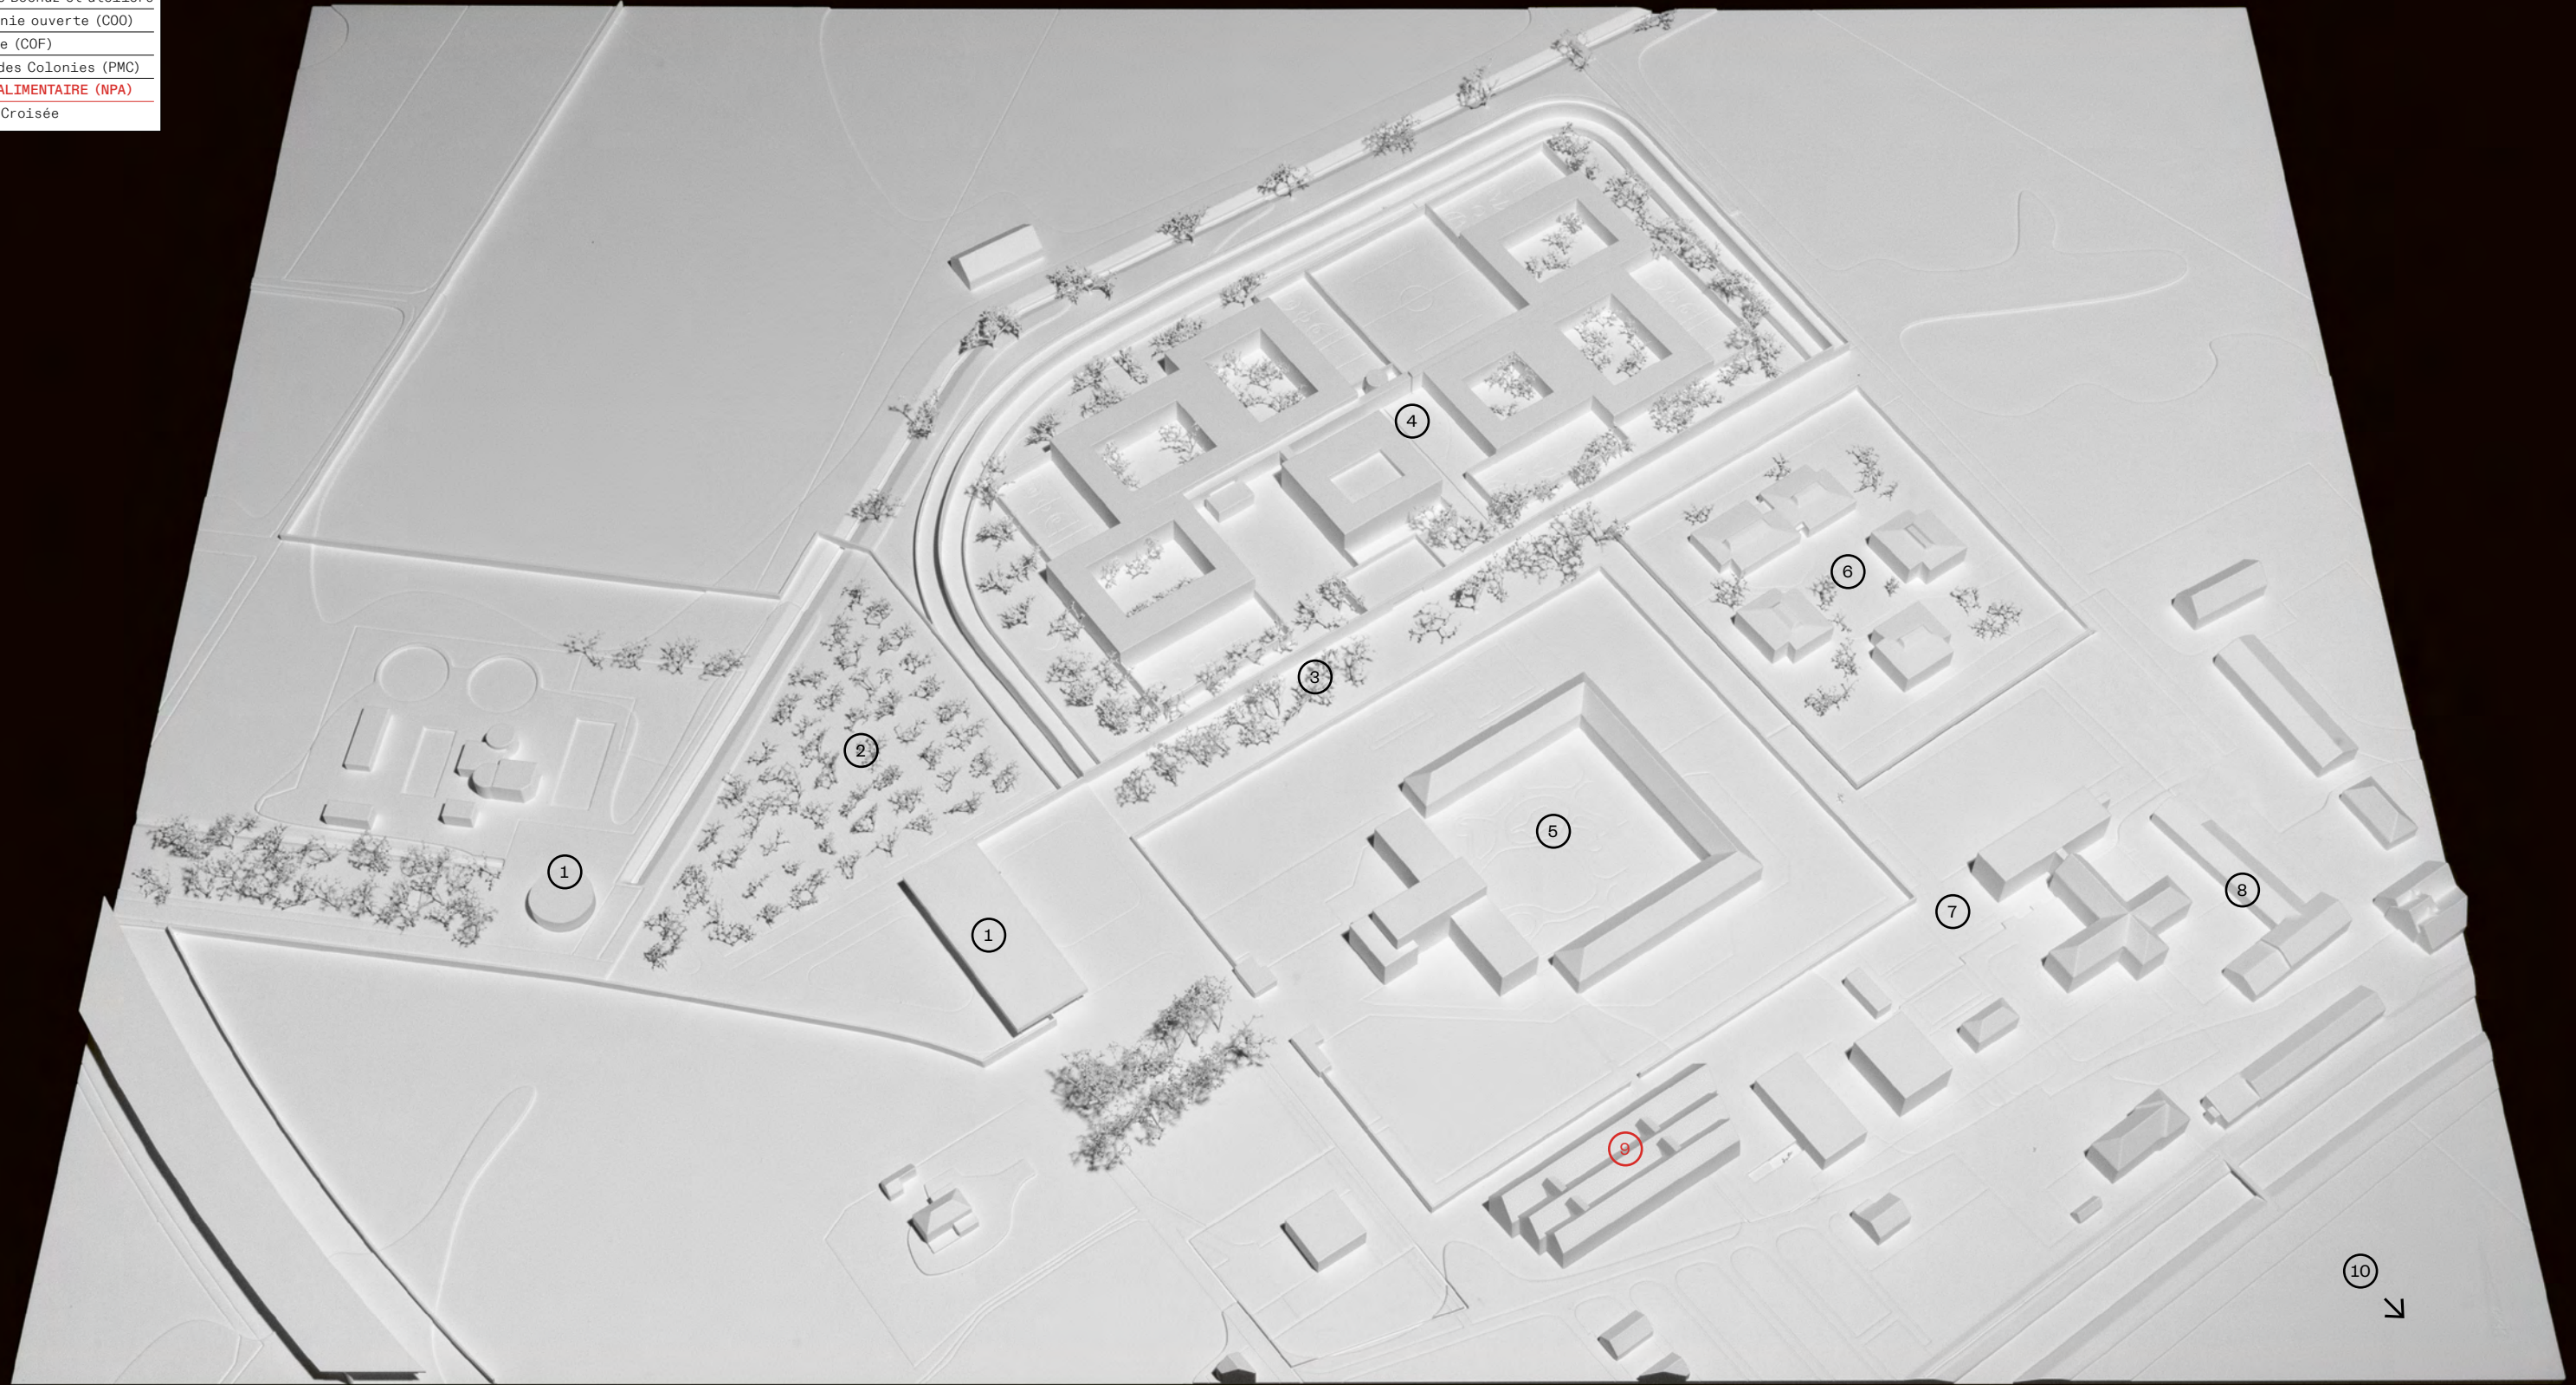 nie ouverte (COO)
e (COF)
des Colonies (PMC)
ALIMENTAIRE (NPA)
Croisée
4
6
3
2
5
1
8
7
1
9
10